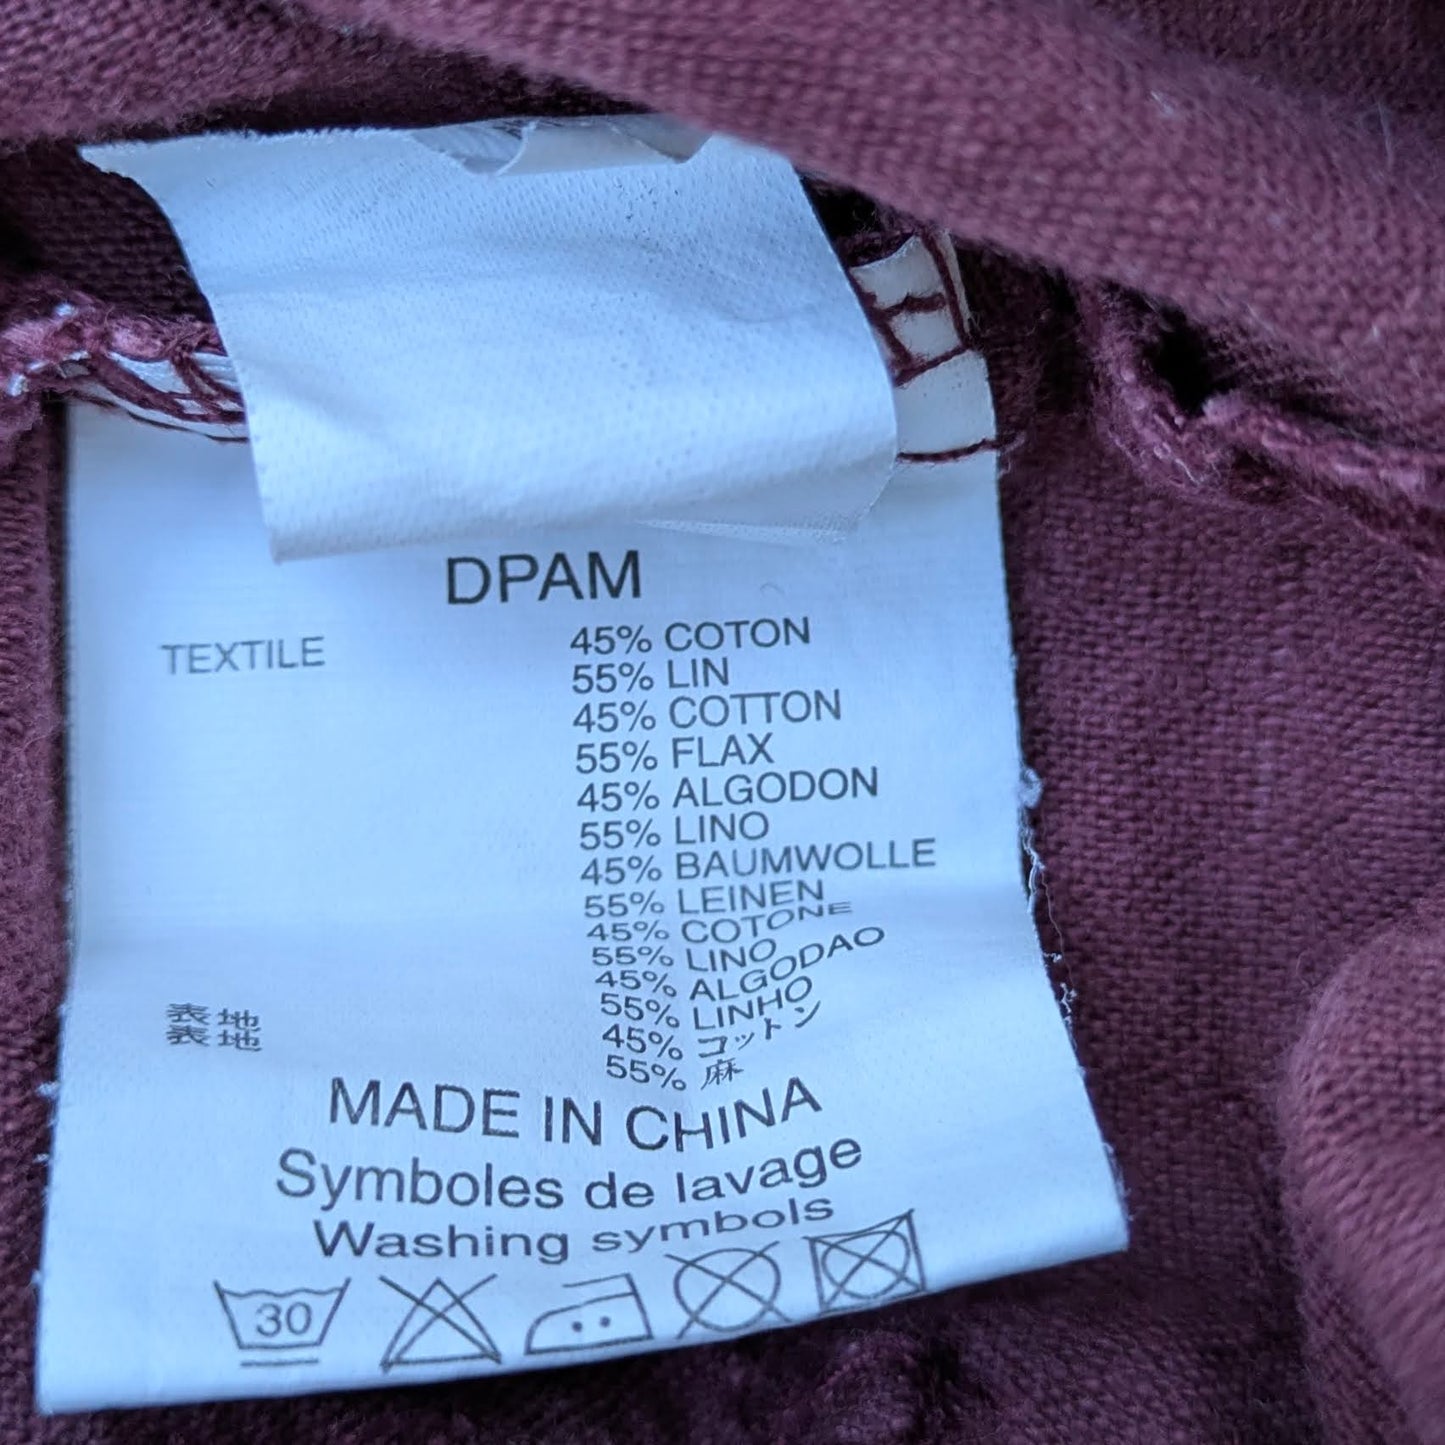 DPAM
TEXTILE 45% COTON
55% LIN
45% COTTON
55% FLAX
45% ALGODON
55% LINO
45% BAUMWOLLE
55% LEINEN
45% COTONE
55% LINO
45% ALGODAO
55% LINHO
表地 45% コットン
表地 55% 麻
MADE IN CHINA
Symboles de lavage
Washing symbols
30